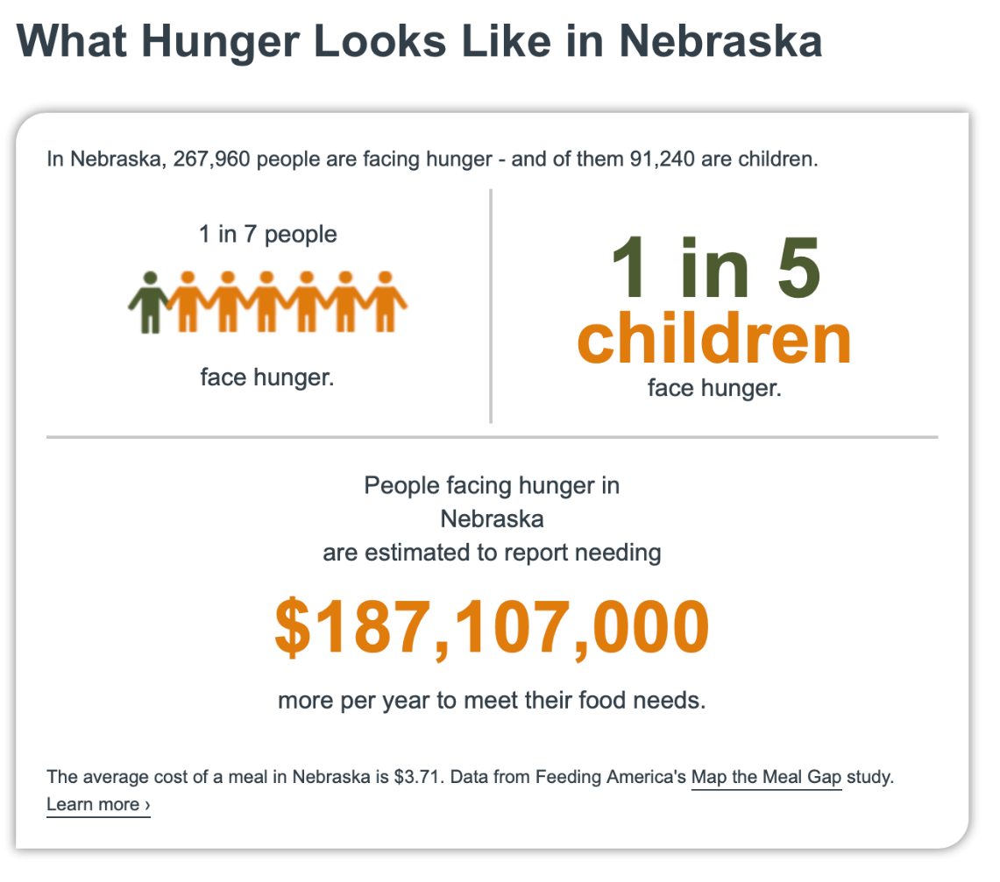 What Hunger Looks Like in Nebraska
In Nebraska, 267,960 people are facing hunger - and of them 91,240 are children.
1 in 7 people
face hunger.
1 in 5
children
face hunger.
People facing hunger in
Nebraska
are estimated to report needing
$187,107,000
more per year to meet their food needs.
The average cost of a meal in Nebraska is $3.71. Data from Feeding America's Map the Meal Gap study.
Learn more ›